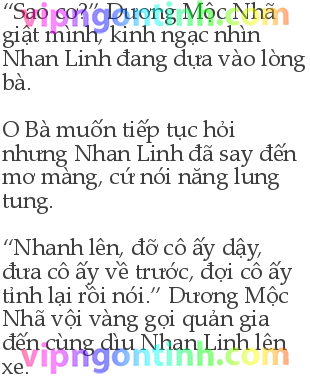 “Sao cơ?” Dương Mộc Nhã
giật mình, kinh ngạc nhìn
Nhan Linh đang dựa vào lòng
bà.
O Bà muốn tiếp tục hỏi
nhưng Nhan Linh đã say đến
mơ màng, cứ nói năng lung
tung.
“Nhanh lên, đỡ cô ấy dậy,
đưa cô ấy về trước, đợi cô ấy
tỉnh lại rồi nói.” Dương Mộc
Nhã vội vàng gọi quản gia
đến cùng dìu Nhan Linh lên
xe.
vipngontinh.com
vipngontinh.com